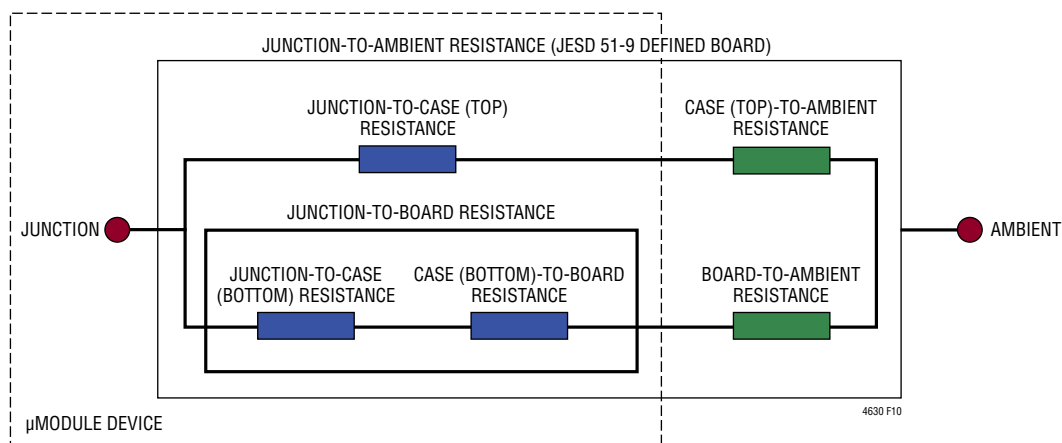 JUNCTION-TO-AMBIENT RESISTANCE (JESD 51-9 DEFINED BOARD)
JUNCTION-TO-CASE (TOP)
RESISTANCE
CASE (TOP)-TO-AMBIENT
RESISTANCE
JUNCTION-TO-BOARD RESISTANCE
JUNCTION
AMBIENT
JUNCTION-TO-CASE
(BOTTOM) RESISTANCE
CASE (BOTTOM)-TO-BOARD
RESISTANCE
BOARD-TO-AMBIENT
RESISTANCE
4630 F10
µMODULE DEVICE